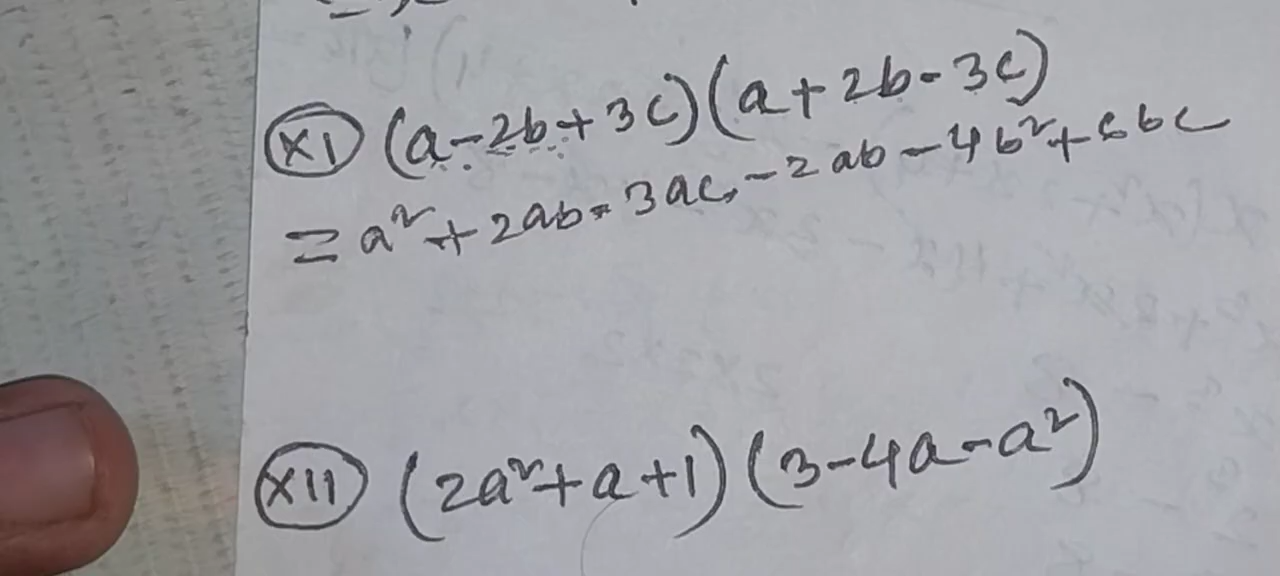 (XI) (a-2b+3c)(a+2b-3c)
= a²+2ab-3ac-2ab-4b²+6bc
(XII) (2a²+a+1)(3-4a-a²)